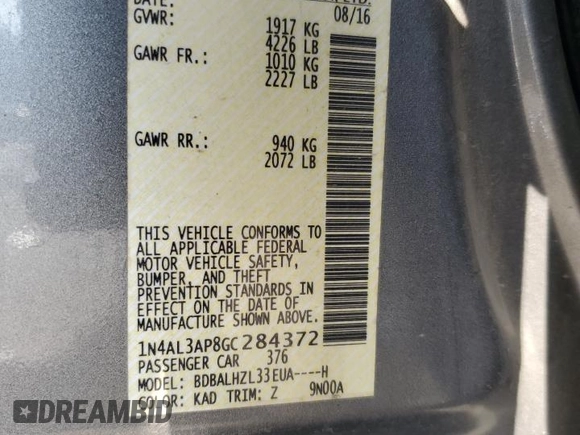 DATE:
LTD.
08/16
GVWR: 1917 KG
4226 LB
GAWR FR.: 1010 KG
2227 LB
GAWR RR.: 940 KG
2072 LB
THIS VEHICLE CONFORMS TO
ALL APPLICABLE FEDERAL
MOTOR VEHICLE SAFETY,
BUMPER, AND THEFT
PREVENTION STANDARDS IN
EFFECT ON THE DATE OF
MANUFACTURE SHOWN ABOVE.
1N4AL3AP8GC284372
PASSENGER CAR 376
MODEL: BDBALHZL33EUA----H
COLOR: KAD TRIM: Z 9N00A
DREAMBID